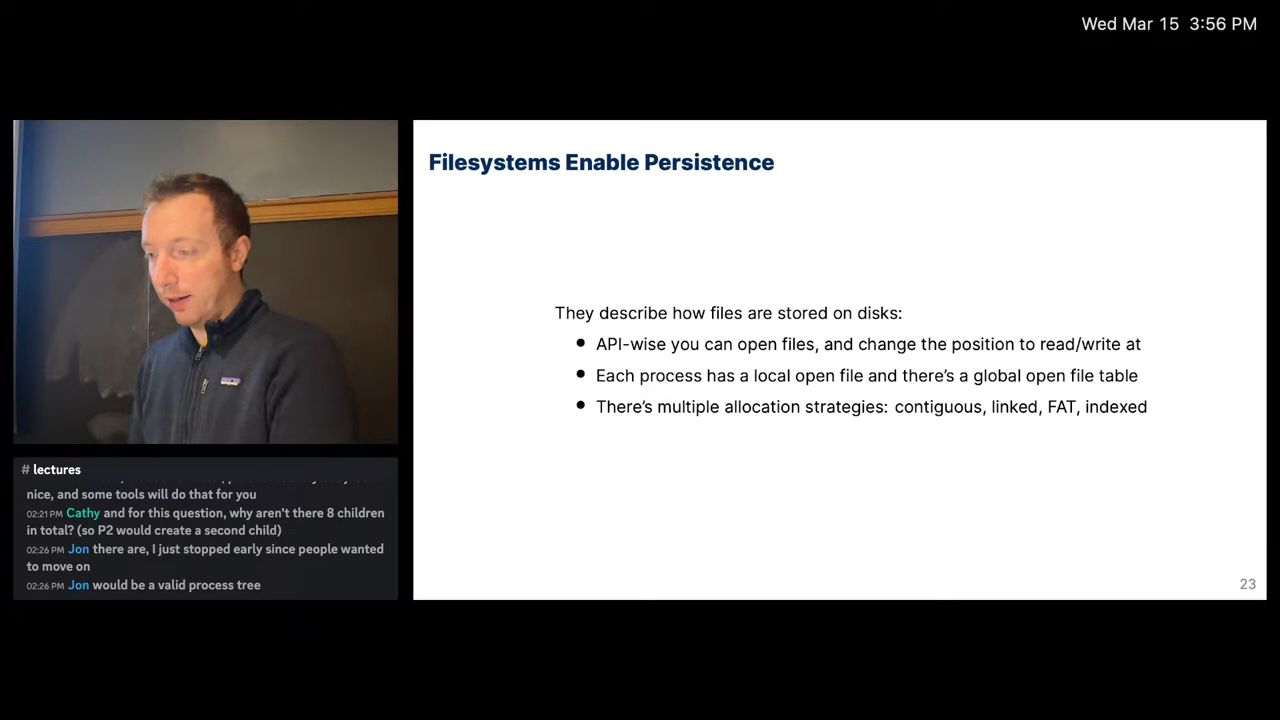 Wed Mar 15 3:56 PM
Filesystems Enable Persistence
They describe how files are stored on disks:
• API-wise you can open files, and change the position to read/write at
• Each process has a local open file and there's a global open file table
• There's multiple allocation strategies: contiguous, linked, FAT, indexed
23
# lectures
nice, and some tools will do that for you
02:21 PM Cathy and for this question, why aren't there 8 children
in total? (so P2 would create a second child)
02:26 PM Jon there are, I just stopped early since people wanted
to move on
02:26 PM Jon would be a valid process tree